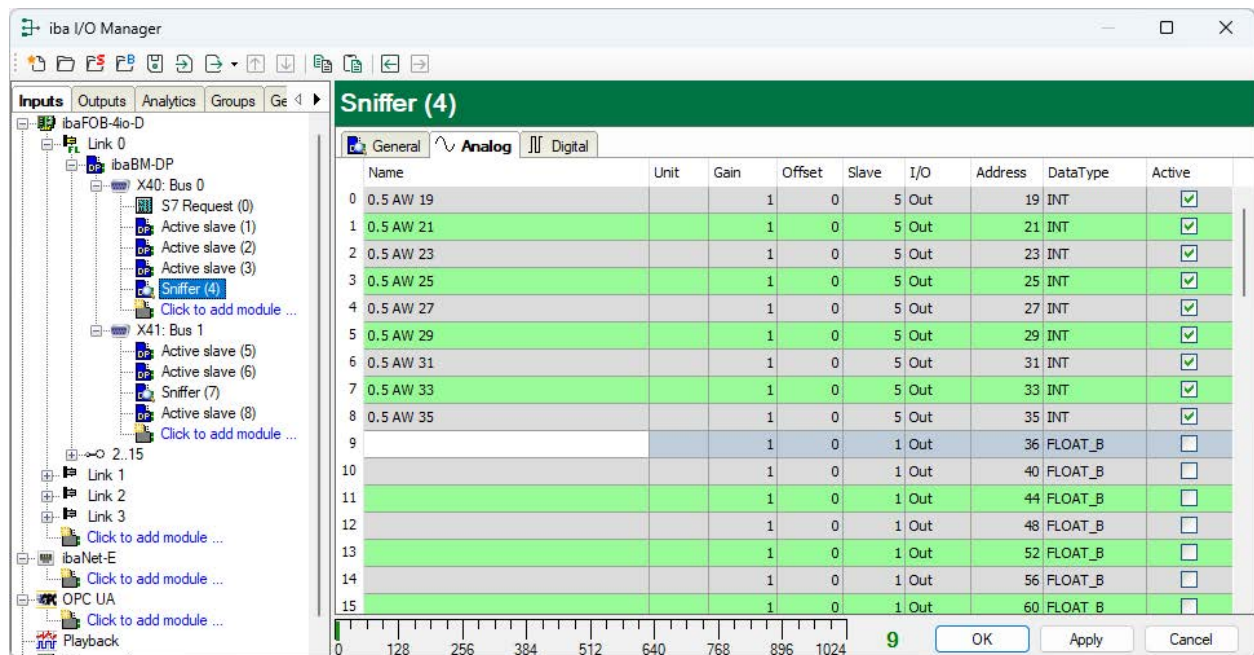 iba I/O Manager
Inputs Outputs Analytics Groups Ge
ibaFOB-4io-D
Link 0
ibaBM-DP
X40: Bus 0
S7 Request (0)
Active slave (1)
Active slave (2)
Active slave (3)
Sniffer (4)
Click to add module ...
X41: Bus 1
Active slave (5)
Active slave (6)
Sniffer (7)
Active slave (8)
Click to add module ...
2..15
Link 1
Link 2
Link 3
Click to add module ...
ibaNet-E
Click to add module ...
OPC UA
Click to add module ...
Playback
Sniffer (4)
General Analog Digital
Name Unit Gain Offset Slave I/O Address DataType Active
0 0.5 AW 19 1 0 5 Out 19 INT
1 0.5 AW 21 1 0 5 Out 21 INT
2 0.5 AW 23 1 0 5 Out 23 INT
3 0.5 AW 25 1 0 5 Out 25 INT
4 0.5 AW 27 1 0 5 Out 27 INT
5 0.5 AW 29 1 0 5 Out 29 INT
6 0.5 AW 31 1 0 5 Out 31 INT
7 0.5 AW 33 1 0 5 Out 33 INT
8 0.5 AW 35 1 0 5 Out 35 INT
9 1 0 1 Out 36 FLOAT_B
10 1 0 1 Out 40 FLOAT_B
11 1 0 1 Out 44 FLOAT_B
12 1 0 1 Out 48 FLOAT_B
13 1 0 1 Out 52 FLOAT_B
14 1 0 1 Out 56 FLOAT_B
15 1 0 1 Out 60 FLOAT_B
0 128 256 384 512 640 768 896 1024
9 OK Apply Cancel